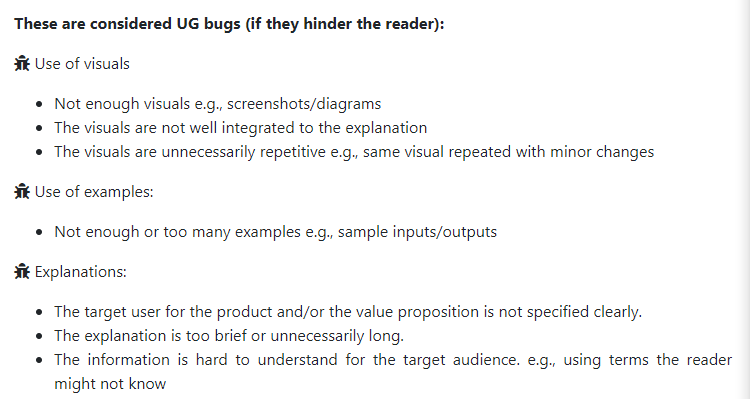 These are considered UG bugs (if they hinder the reader):
Use of visuals
Not enough visuals e.g., screenshots/diagrams
The visuals are not well integrated to the explanation
The visuals are unnecessarily repetitive e.g., same visual repeated with minor changes
Use of examples:
Not enough or too many examples e.g., sample inputs/outputs
Explanations:
The target user for the product and/or the value proposition is not specified clearly.
The explanation is too brief or unnecessarily long.
The information is hard to understand for the target audience. e.g., using terms the reader
might not know